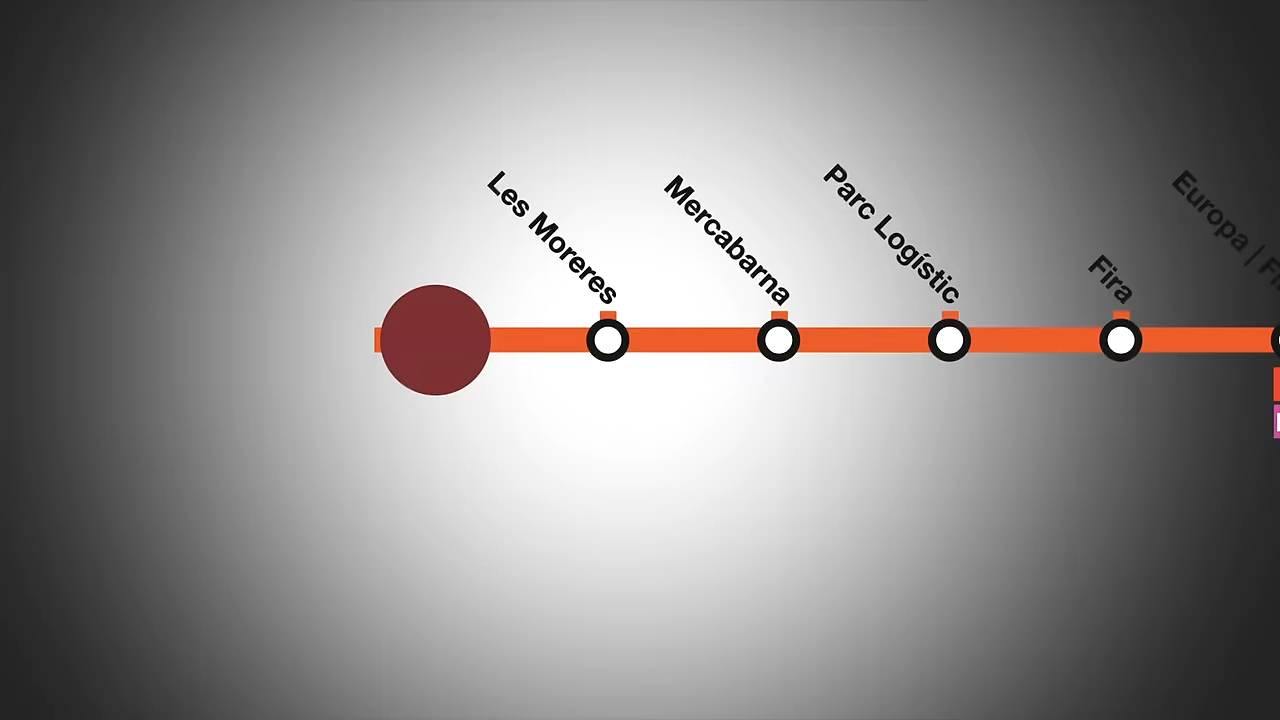 Les Moreres
Mercabarna
Parc Logístic
Fira
Europa |